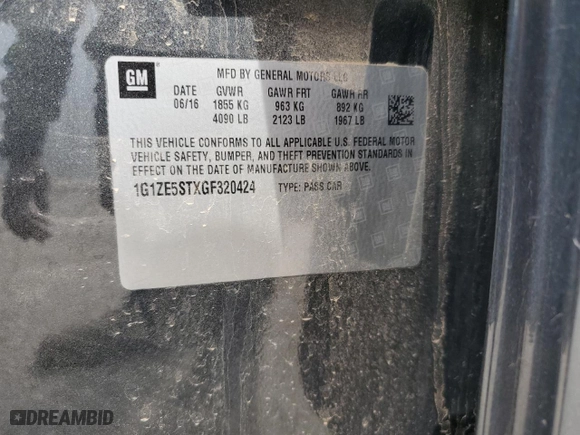 GM
MFD BY GENERAL MOTORS LLC
DATE GVWR GAWR FRT GAWR RR
06/16 1855 KG 963 KG 892 KG
4090 LB 2123 LB 1967 LB
THIS VEHICLE CONFORMS TO ALL APPLICABLE U.S. FEDERAL MOTOR
VEHICLE SAFETY, BUMPER, AND THEFT PREVENTION STANDARDS IN
EFFECT ON THE DATE OF MANUFACTURE SHOWN ABOVE.
1G1ZE5STXGF320424 TYPE: PASS CAR
DREAMBID